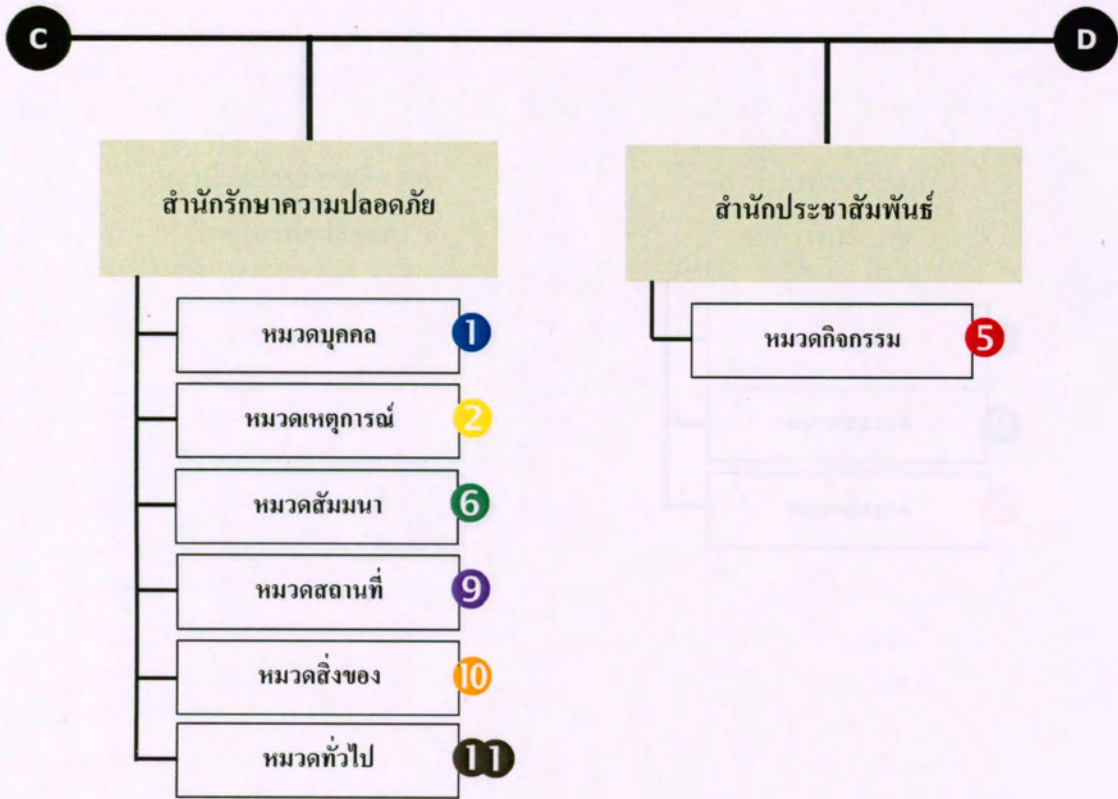 C
D
สำนักรักษาความปลอดภัย
หมวดบุคคล 1
หมวดเหตุการณ์ 2
หมวดสัมมนา 6
หมวดสถานที่ 9
หมวดสิ่งของ 10
หมวดทั่วไป 11
สำนักประชาสัมพันธ์
หมวดกิจกรรม 5